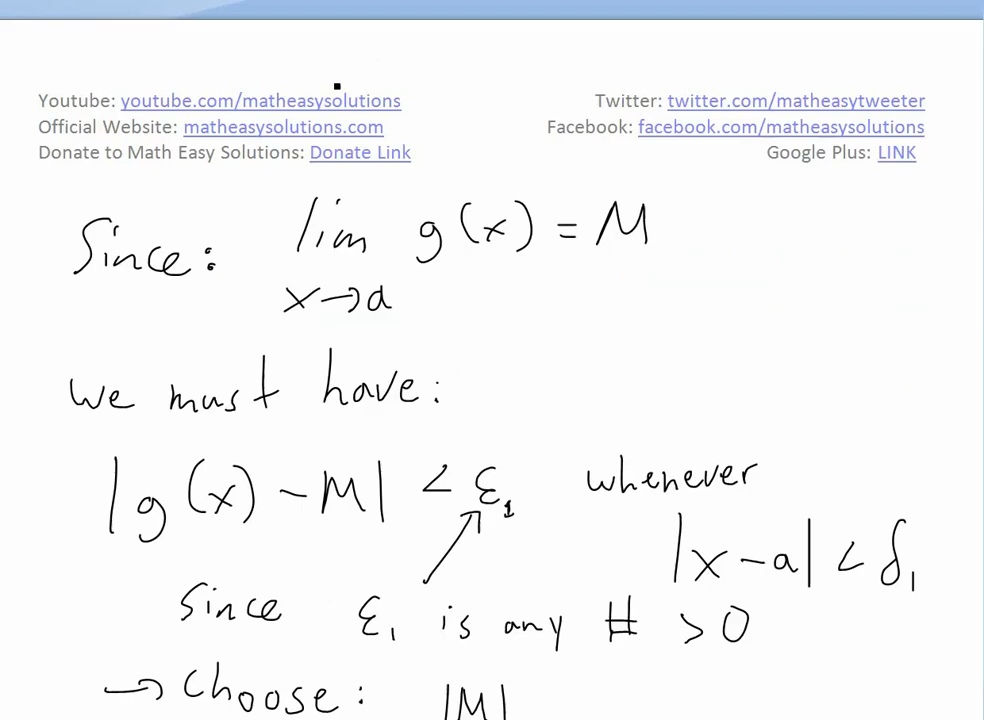 Youtube: youtube.com/matheasysolutions
Twitter: twitter.com/matheasytweeter
Official Website: matheasysolutions.com
Facebook: facebook.com/matheasysolutions
Donate to Math Easy Solutions: Donate Link
Google Plus: LINK
Since: lim g(x) = M
x→a
we must have:
|g(x) - M| < ε₁ whenever
|x - a| < δ₁
since ε₁ is any # > 0
→ choose: |M|